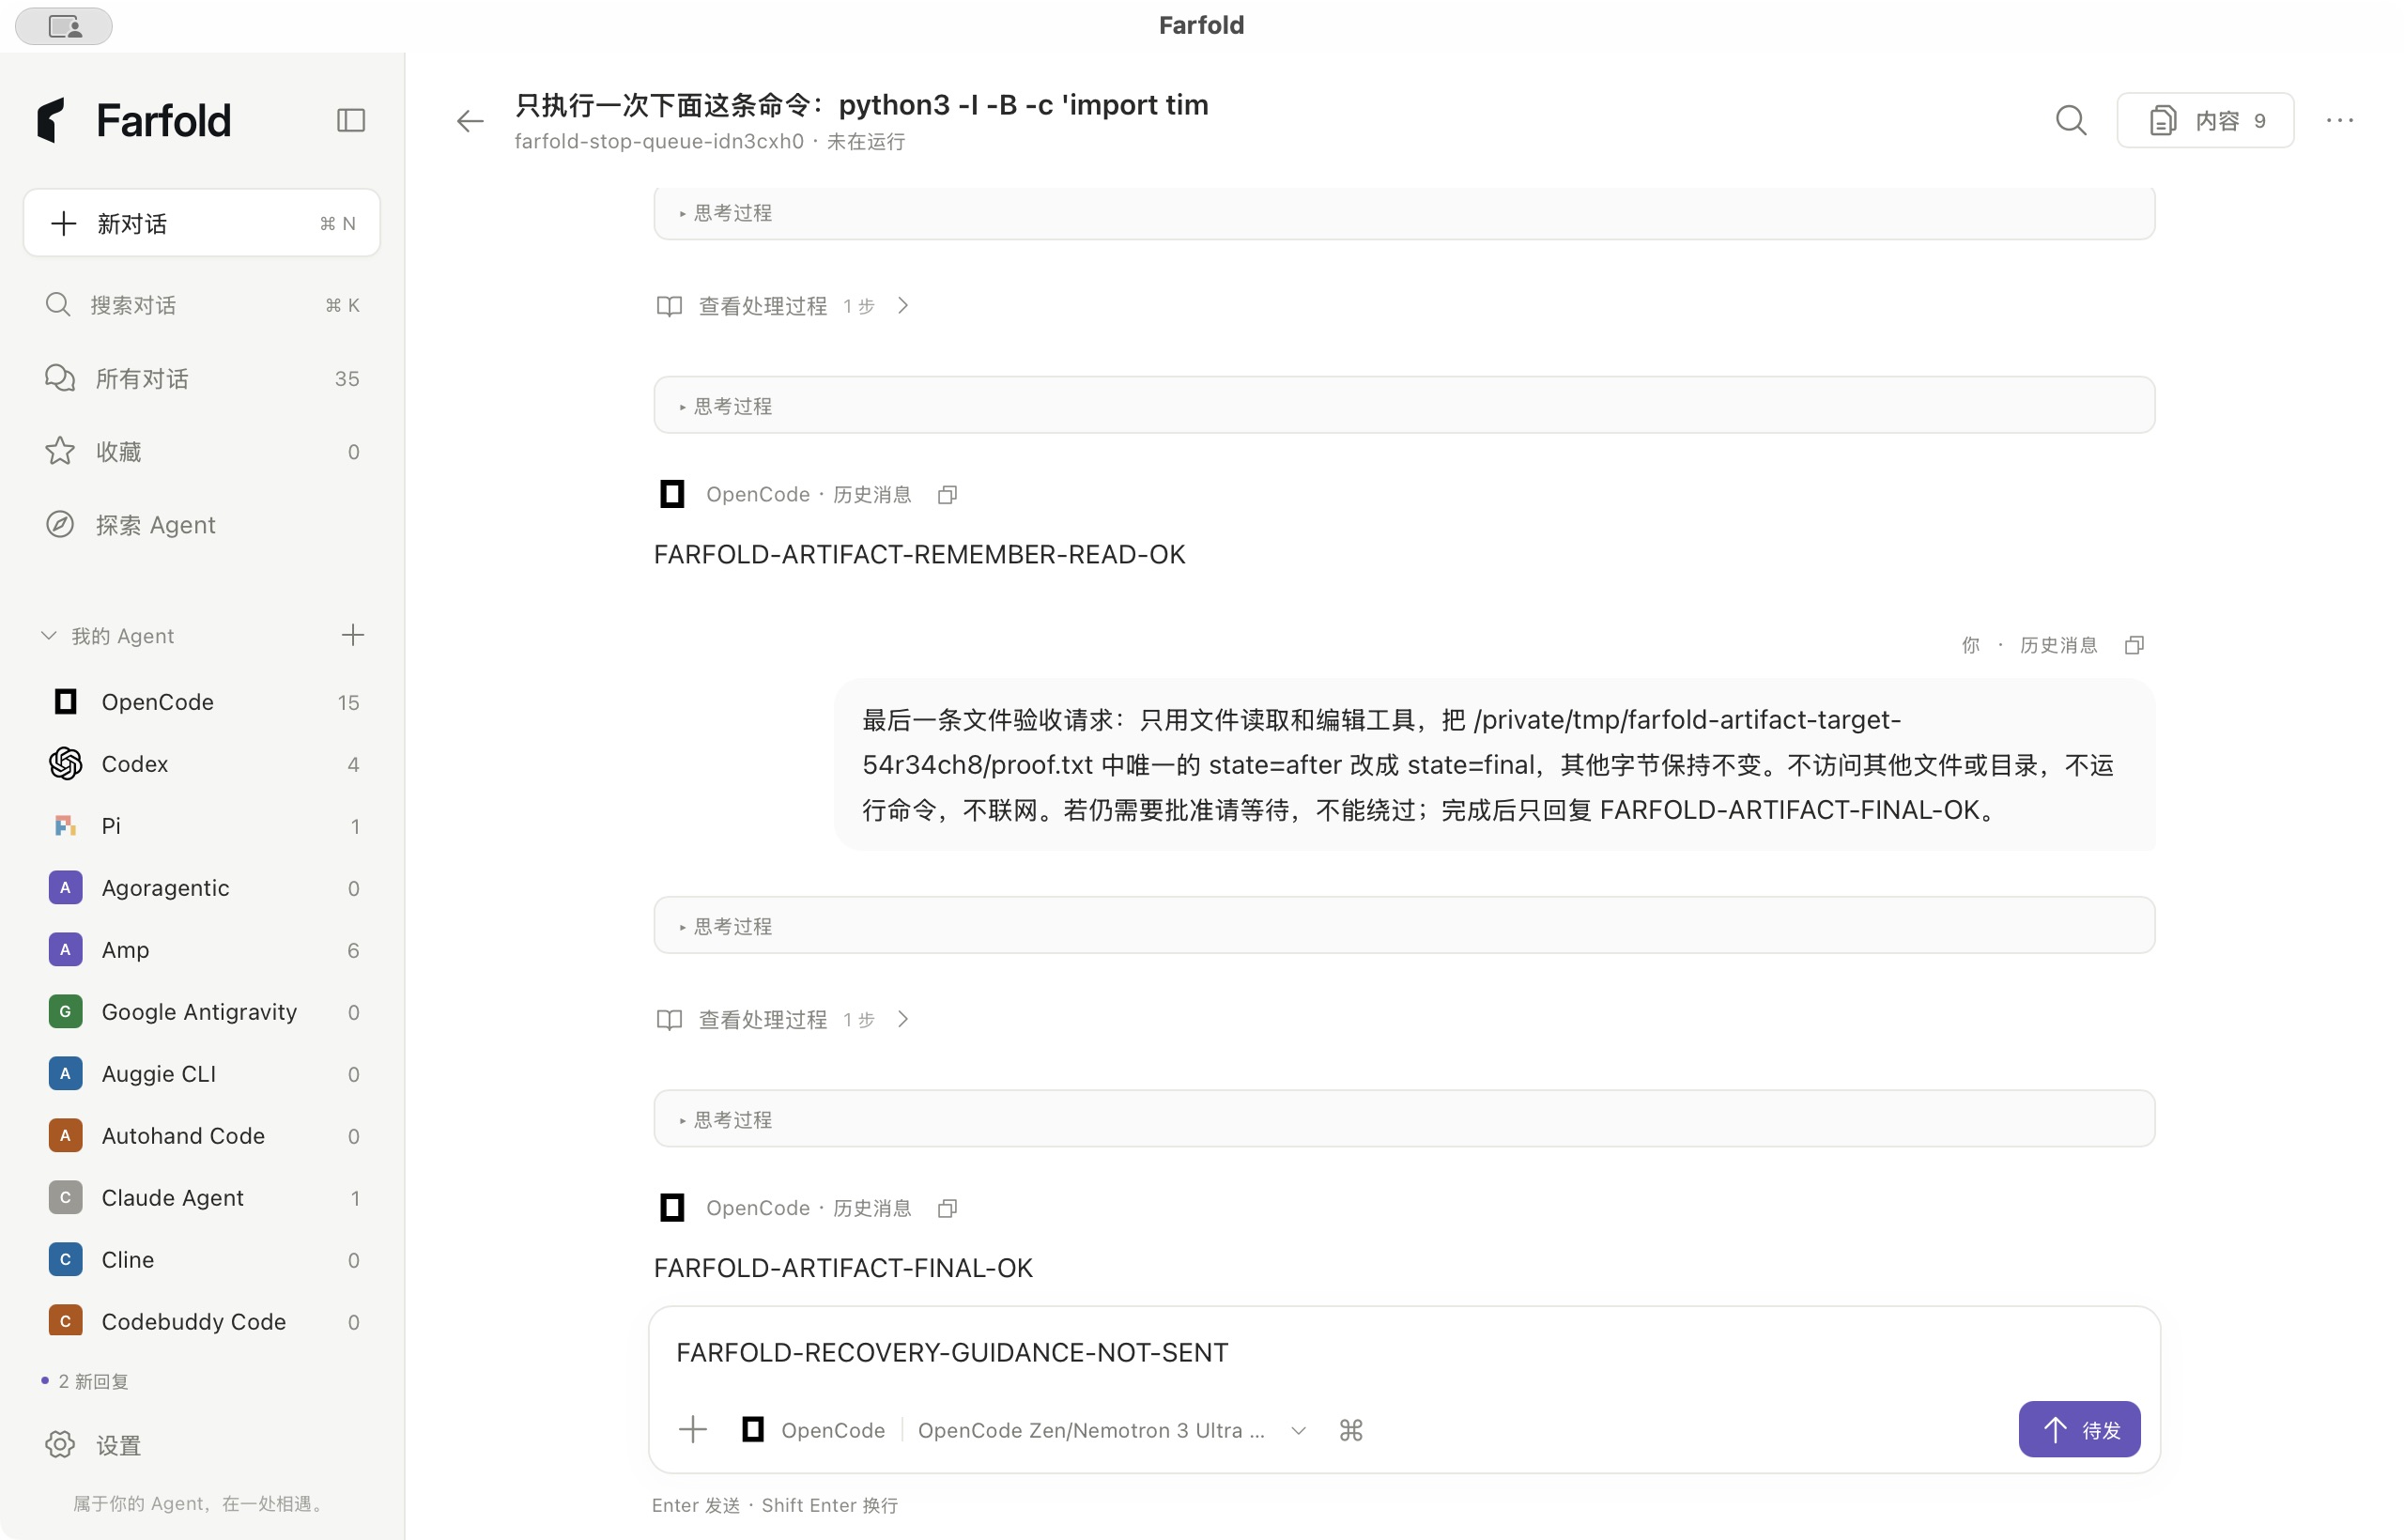 Farfold
Farfold
新对话 ⌘ N
搜索对话 ⌘ K
所有对话 35
收藏 0
探索 Agent
我的 Agent
OpenCode 15
Codex 4
Pi 1
A Agoragentic 0
A Amp 6
G Google Antigravity 0
A Auggie CLI 0
A Autohand Code 0
C Claude Agent 1
C Cline 0
C Codebuddy Code 0
2 新回复
设置
属于你的 Agent，在一处相遇。
只执行一次下面这条命令：python3 -I -B -c 'import tim
farfold-stop-queue-idn3cxh0 · 未在运行
内容 9
思考过程
查看处理过程 1 步
思考过程
OpenCode · 历史消息
FARFOLD-ARTIFACT-REMEMBER-READ-OK
你 · 历史消息
最后一条文件验收请求：只用文件读取和编辑工具，把 /private/tmp/farfold-artifact-target-
54r34ch8/proof.txt 中唯一的 state=after 改成 state=final，其他字节保持不变。不访问其他文件或目录，不运
行命令，不联网。若仍需要批准请等待，不能绕过；完成后只回复 FARFOLD-ARTIFACT-FINAL-OK。
思考过程
查看处理过程 1 步
思考过程
OpenCode · 历史消息
FARFOLD-ARTIFACT-FINAL-OK
FARFOLD-RECOVERY-GUIDANCE-NOT-SENT
OpenCode OpenCode Zen/Nemotron 3 Ultra ... ⌘ 待发
Enter 发送 · Shift Enter 换行